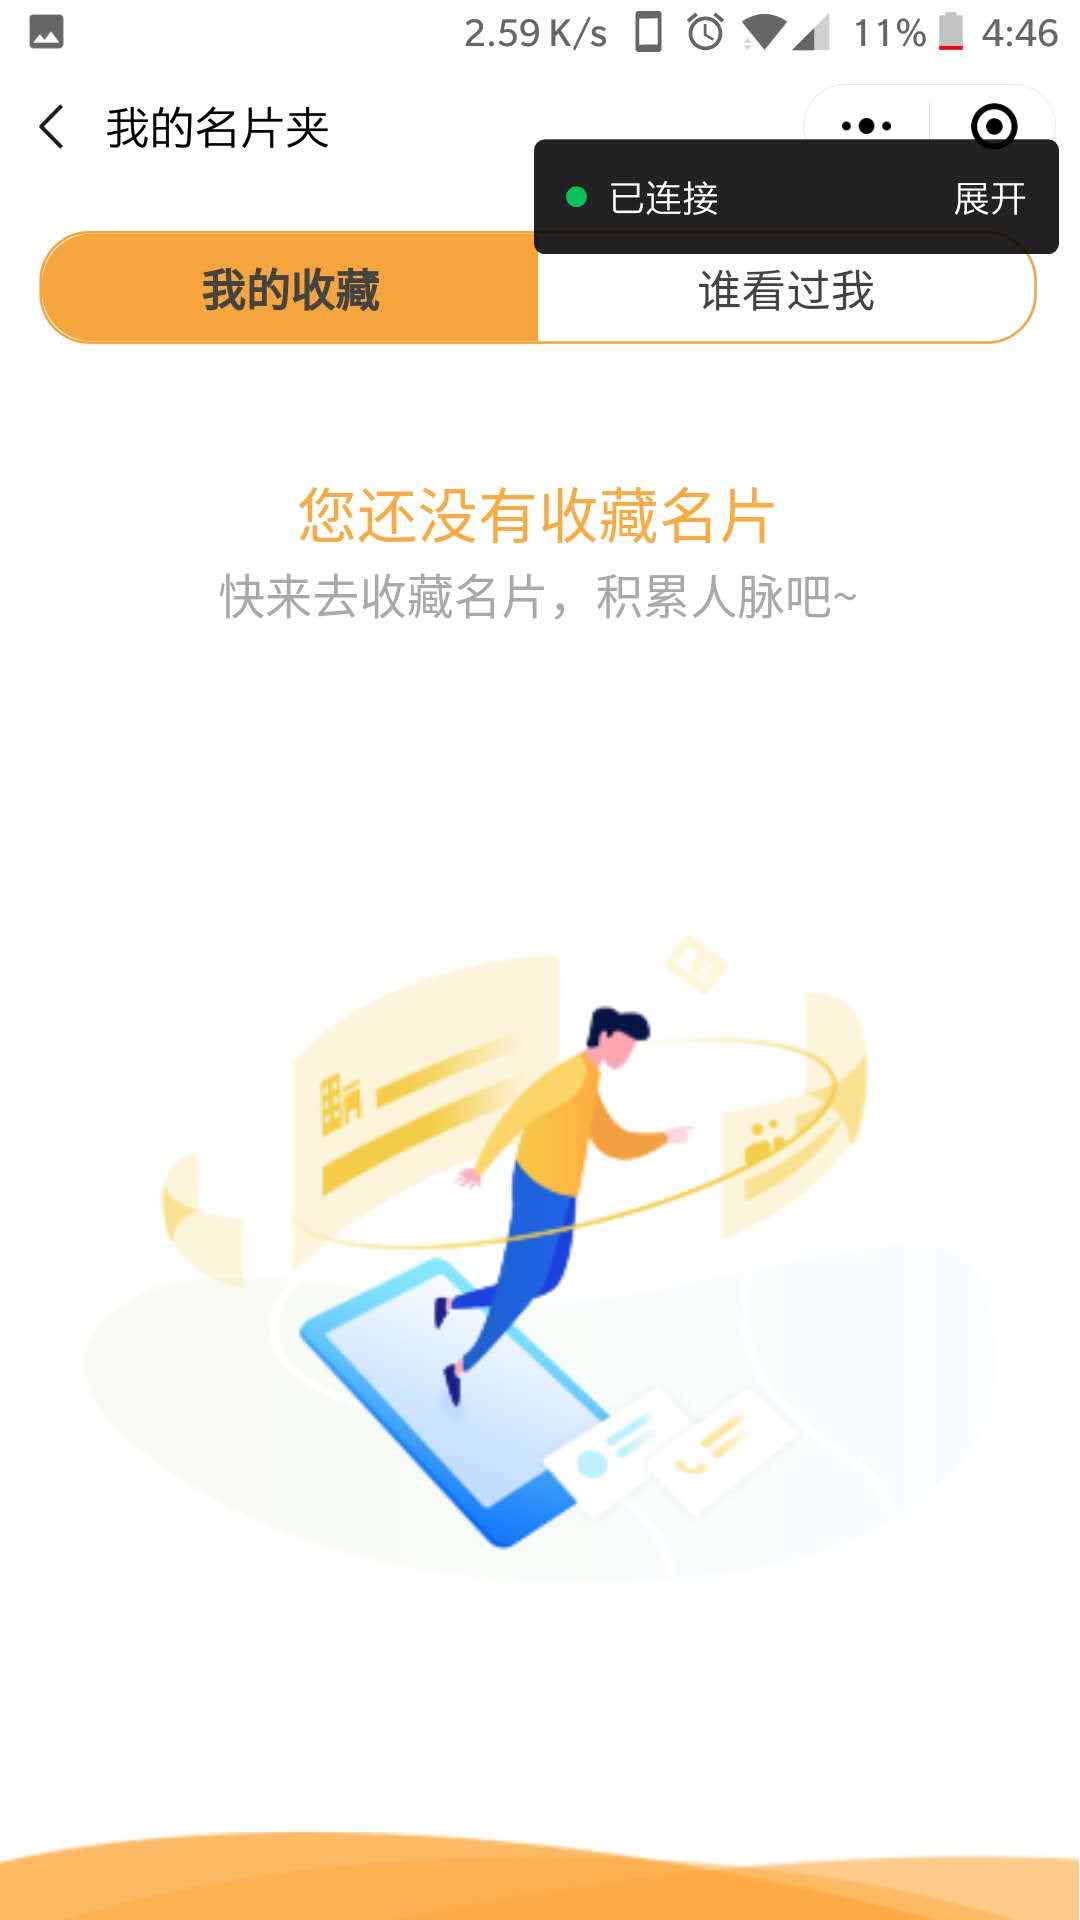 2.59 K/s 11% 4:46
我的名片夹
已连接 展开
我的收藏 谁看过我
您还没有收藏名片
快来去收藏名片，积累人脉吧~